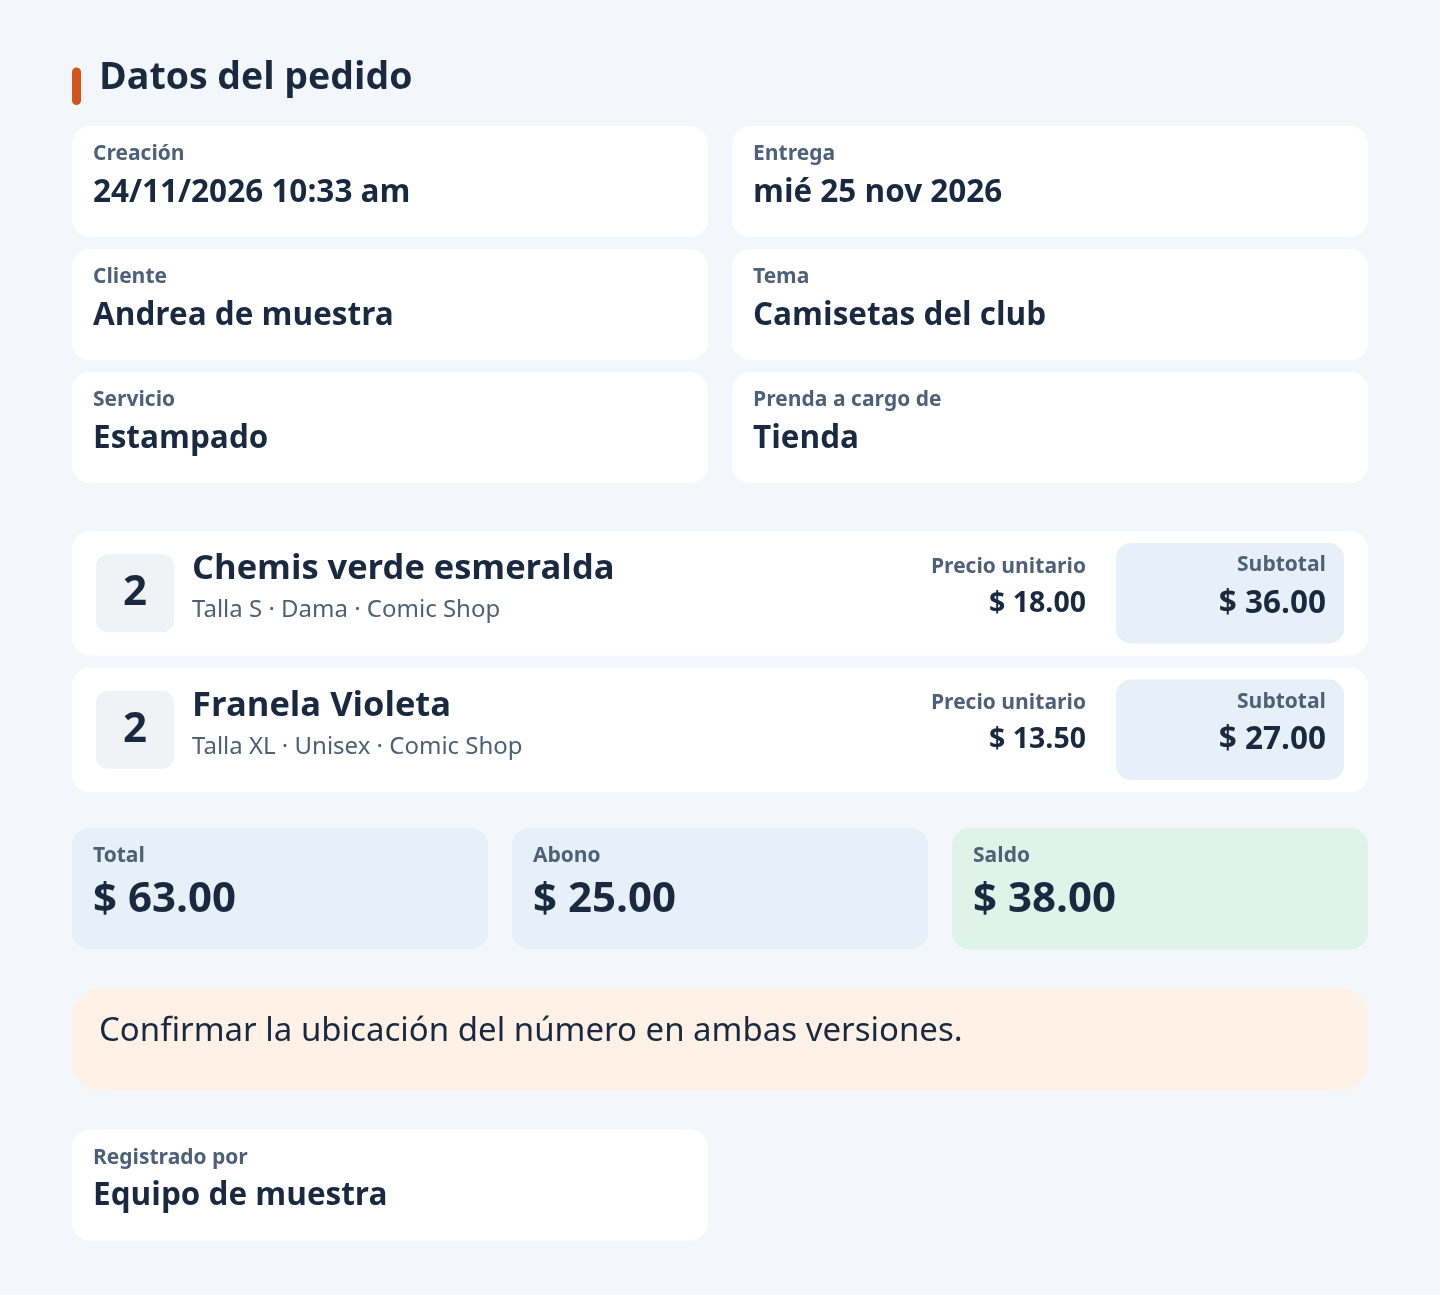 Datos del pedido
Creación
24/11/2026 10:33 am
Entrega
mié 25 nov 2026
Cliente
Andrea de muestra
Tema
Camisetas del club
Servicio
Estampado
Prenda a cargo de
Tienda
2
Chemis verde esmeralda
Talla S · Dama · Comic Shop
Precio unitario
$ 18.00
Subtotal
$ 36.00
2
Franela Violeta
Talla XL · Unisex · Comic Shop
Precio unitario
$ 13.50
Subtotal
$ 27.00
Total
$ 63.00
Abono
$ 25.00
Saldo
$ 38.00
Confirmar la ubicación del número en ambas versiones.
Registrado por
Equipo de muestra